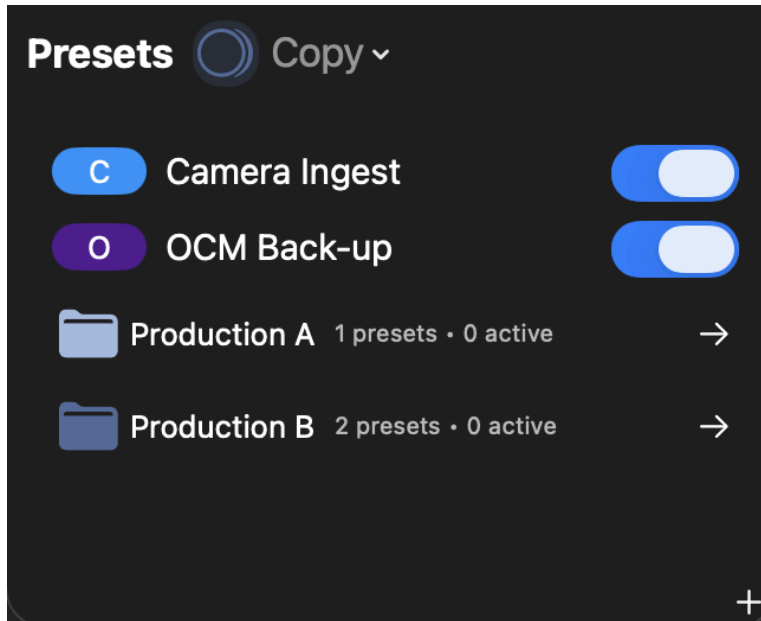 Presets Copy
C Camera Ingest
O OCM Back-up
Production A 1 presets • 0 active
Production B 2 presets • 0 active